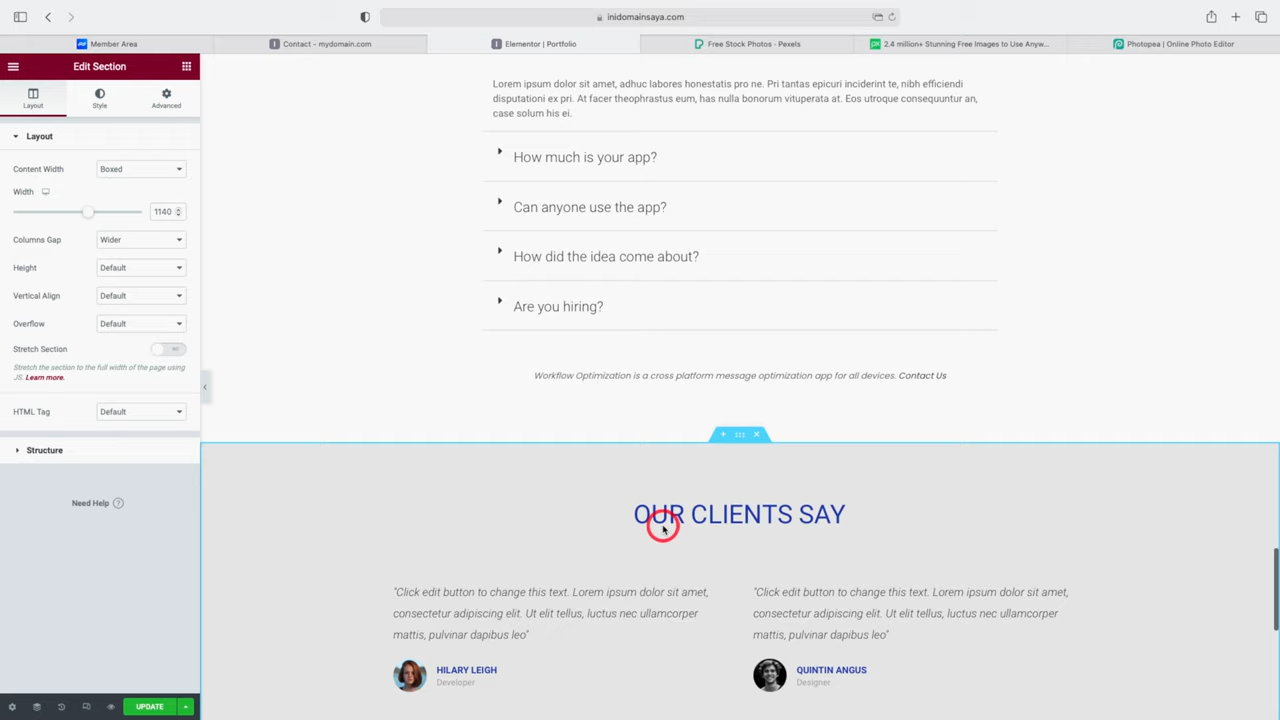 inidomainsaya.com
Member Area
Contact - mydomain.com
Elementor | Portfolio
Free Stock Photos - Pexels
2.4 million+ Stunning Free Images to Use Anyw...
Photopea | Online Photo Editor
Edit Section
Layout
Style
Advanced
Layout
Content Width
Boxed
Width
1140
Columns Gap
Wider
Height
Default
Vertical Align
Default
Overflow
Default
Stretch Section
NO
Stretch the section to the full width of the page using
JS. Learn more.
HTML Tag
Default
Structure
Need Help
UPDATE
Lorem ipsum dolor sit amet, adhuc labores honestatis pro ne. Pri tantas epicuri inciderint te, nibh efficiendi
disputationi ex pri. At facer theophrastus eum, has nulla bonorum vituperata at. Eos utroque consequuntur an,
case solum his ei.
How much is your app?
Can anyone use the app?
How did the idea come about?
Are you hiring?
Workflow Optimization is a cross platform message optimization app for all devices. Contact Us
OUR CLIENTS SAY
"Click edit button to change this text. Lorem ipsum dolor sit amet,
consectetur adipiscing elit. Ut elit tellus, luctus nec ullamcorper
mattis, pulvinar dapibus leo"
HILARY LEIGH
Developer
"Click edit button to change this text. Lorem ipsum dolor sit amet,
consectetur adipiscing elit. Ut elit tellus, luctus nec ullamcorper
mattis, pulvinar dapibus leo"
QUINTIN ANGUS
Designer